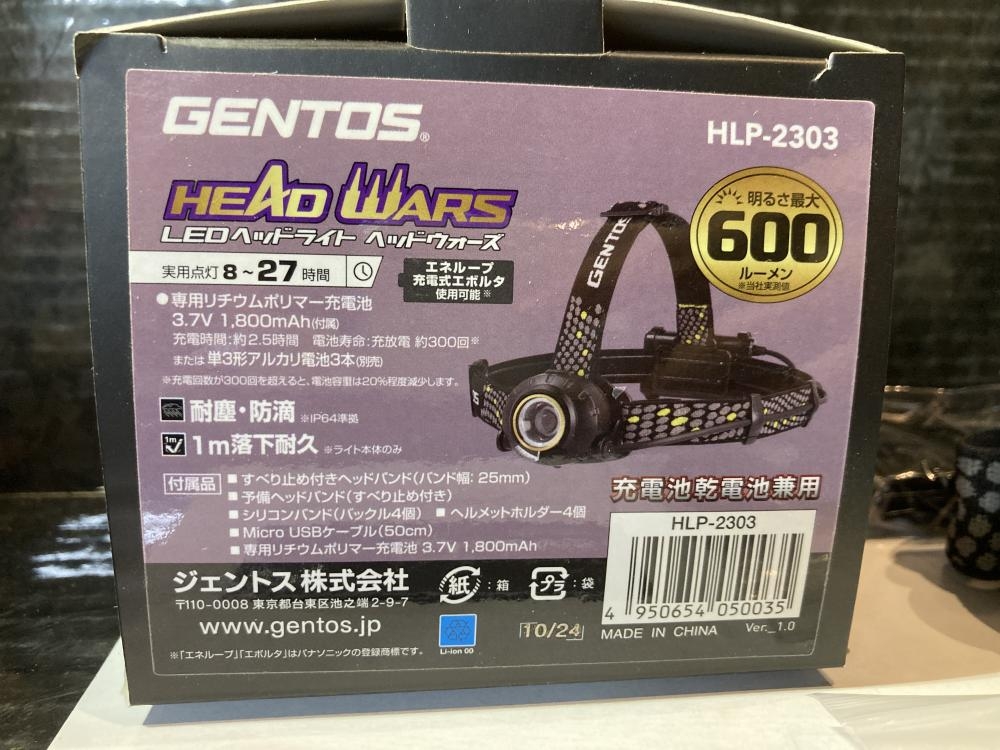 GENTOS®
HLP-2303
HEAD WARS
LEDヘッドライト ヘッドウォーズ
明るさ最大
600
ルーメン
※当社実測値
実用点灯 8~27時間
エネループ
充電式エボルタ
使用可能※
GENTOS
●専用リチウムポリマー充電池
3.7V 1,800mAh(付属)
充電時間:約2.5時間 電池寿命:充放電 約300回※
または 単3形アルカリ電池3本(別売)
※充電回数が300回を超えると、電池容量は20%程度減少します。
耐塵・防滴 ※IP64準拠
1m
1m落下耐久 ※ライト本体のみ
付属品
■すべり止め付きヘッドバンド(バンド幅: 25mm)
■予備ヘッドバンド(すべり止め付き)
■シリコンバンド(バックル4個) ■ヘルメットホルダー4個
■Micro USBケーブル(50cm)
■専用リチウムポリマー充電池 3.7V 1,800mAh
充電池乾電池兼用
HLP-2303
4 950654 050035
MADE IN CHINA Ver._1.0
ジェントス株式会社
〒110-0008 東京都台東区池之端2-9-7
www.gentos.jp
紙:箱
プラ:袋
Li-ion 00
10/24
※「エネループ」「エボルタ」はパナソニックの登録商標です。